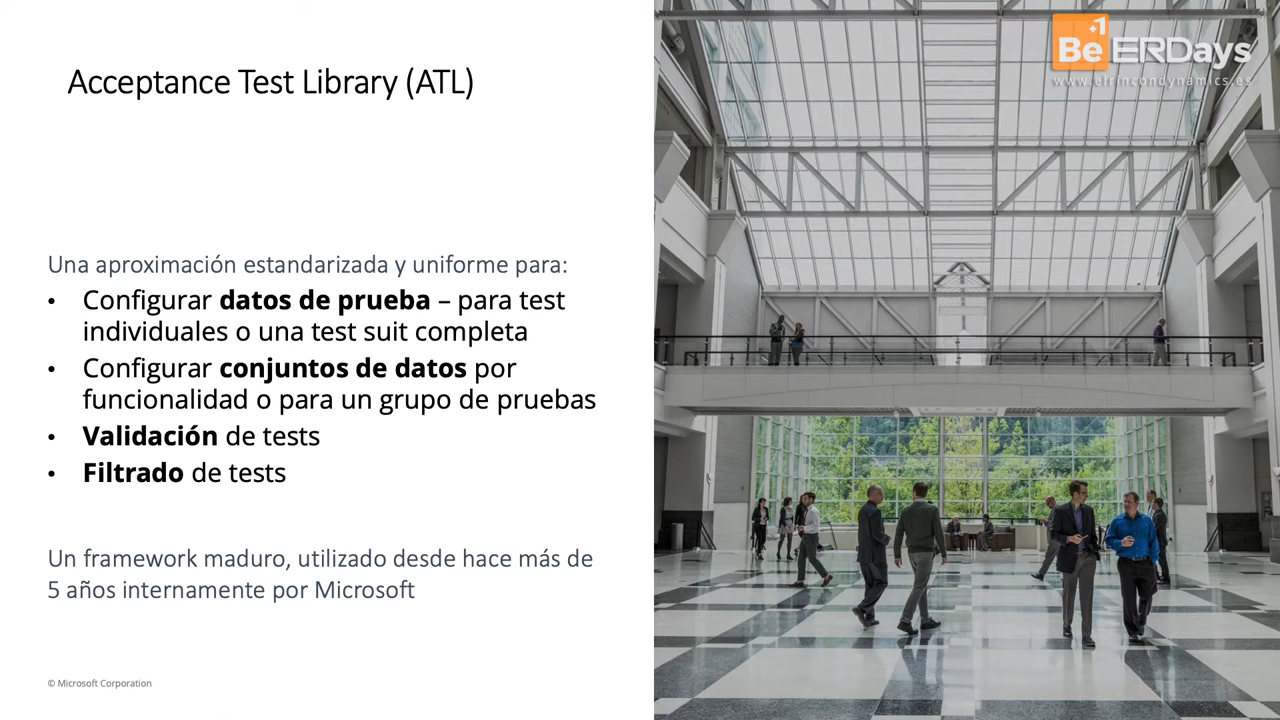 Acceptance Test Library (ATL)
Una aproximación estandarizada y uniforme para:
• Configurar datos de prueba – para test
individuales o una test suit completa
• Configurar conjuntos de datos por
funcionalidad o para un grupo de pruebas
• Validación de tests
• Filtrado de tests
Un framework maduro, utilizado desde hace más de
5 años internamente por Microsoft
© Microsoft Corporation
+1
Be ERDays
www.elrincondynamics.es